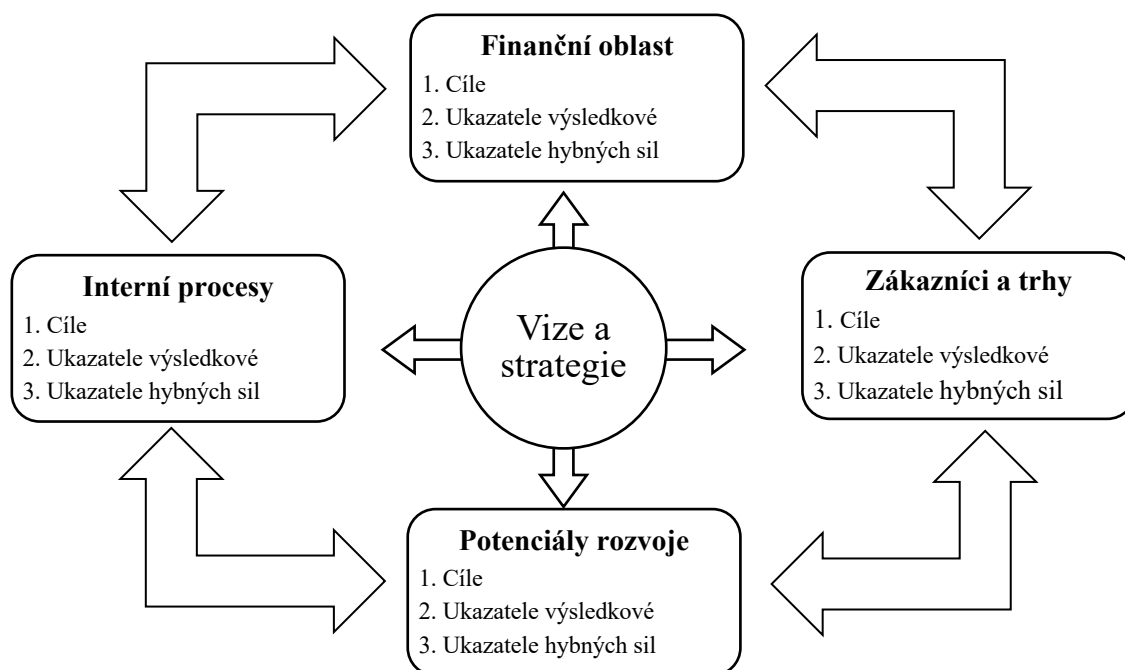 Finanční oblast
1. Cíle
2. Ukazatele výsledkové
3. Ukazatele hybných sil
Interní procesy
1. Cíle
2. Ukazatele výsledkové
3. Ukazatele hybných sil
Vize a
strategie
Zákazníci a trhy
1. Cíle
2. Ukazatele výsledkové
3. Ukazatele hybných sil
Potenciály rozvoje
1. Cíle
2. Ukazatele výsledkové
3. Ukazatele hybných sil